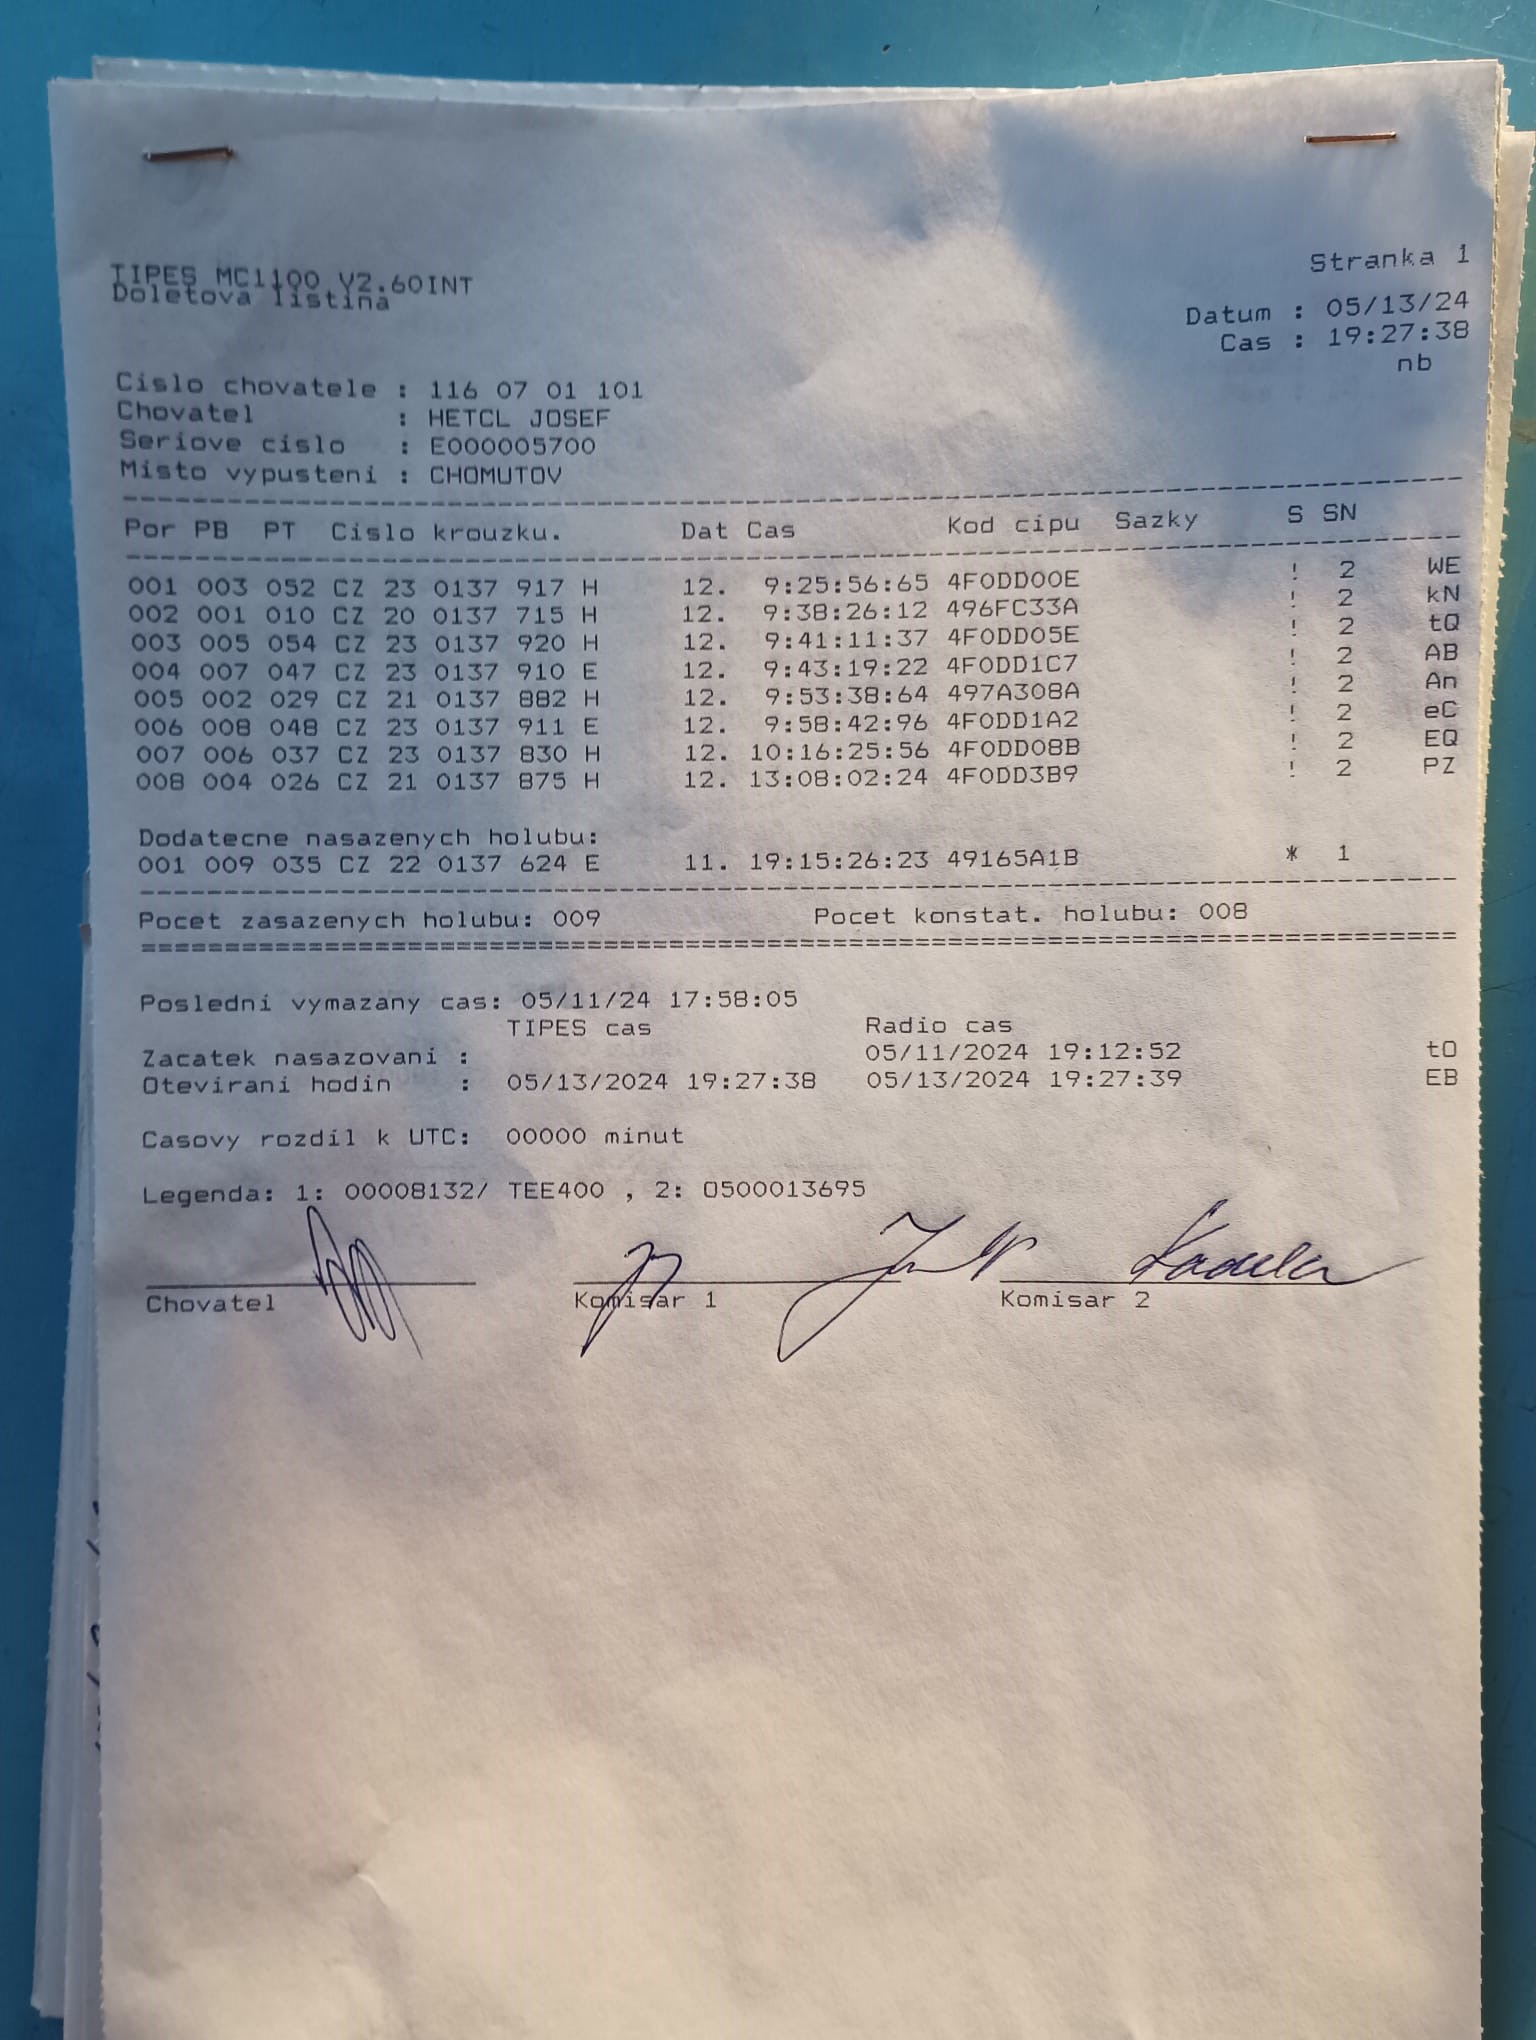 Stranka 1
TIPES MC1100 V2.60INT
Doletova listina
Datum : 05/13/24
Cas : 19:27:38
nb
Cislo chovatele : 116 07 01 101
Chovatel : HETCL JOSEF
Seriove cislo : E000005700
Misto vypusteni : CHOMUTOV
Por PB PT Cislo krouzku. Dat Cas Kod cipu Sazky S SN
001 003 052 CZ 23 0137 917 H 12. 9:25:56:65 4F0DD00E ! 2 WE
002 001 010 CZ 20 0137 715 H 12. 9:38:26:12 496FC33A ! 2 kN
003 005 054 CZ 23 0137 920 H 12. 9:41:11:37 4F0DD05E ! 2 tQ
004 007 047 CZ 23 0137 910 E 12. 9:43:19:22 4F0DD1C7 ! 2 AB
005 002 029 CZ 21 0137 882 H 12. 9:53:38:64 497A308A ! 2 An
006 008 048 CZ 23 0137 911 E 12. 9:58:42:96 4F0DD1A2 ! 2 eC
007 006 037 CZ 23 0137 830 H 12. 10:16:25:56 4F0DD08B ! 2 EQ
008 004 026 CZ 21 0137 875 H 12. 13:08:02:24 4F0DD3B9 ! 2 PZ
Dodatecne nasazenych holubu:
001 009 035 CZ 22 0137 624 E 11. 19:15:26:23 49165A1B * 1
Pocet zasazenych holubu: 009 Pocet konstat. holubu: 008
Posledni vymazany cas: 05/11/24 17:58:05
TIPES cas Radio cas
Zacatek nasazovani : 05/11/2024 19:12:52 tO
Otevirani hodin : 05/13/2024 19:27:38 05/13/2024 19:27:39 EB
Casovy rozdil k UTC: 00000 minut
Legenda: 1: 00008132/ TEE400 , 2: 0500013695
Chovatel Komisar 1 Komisar 2